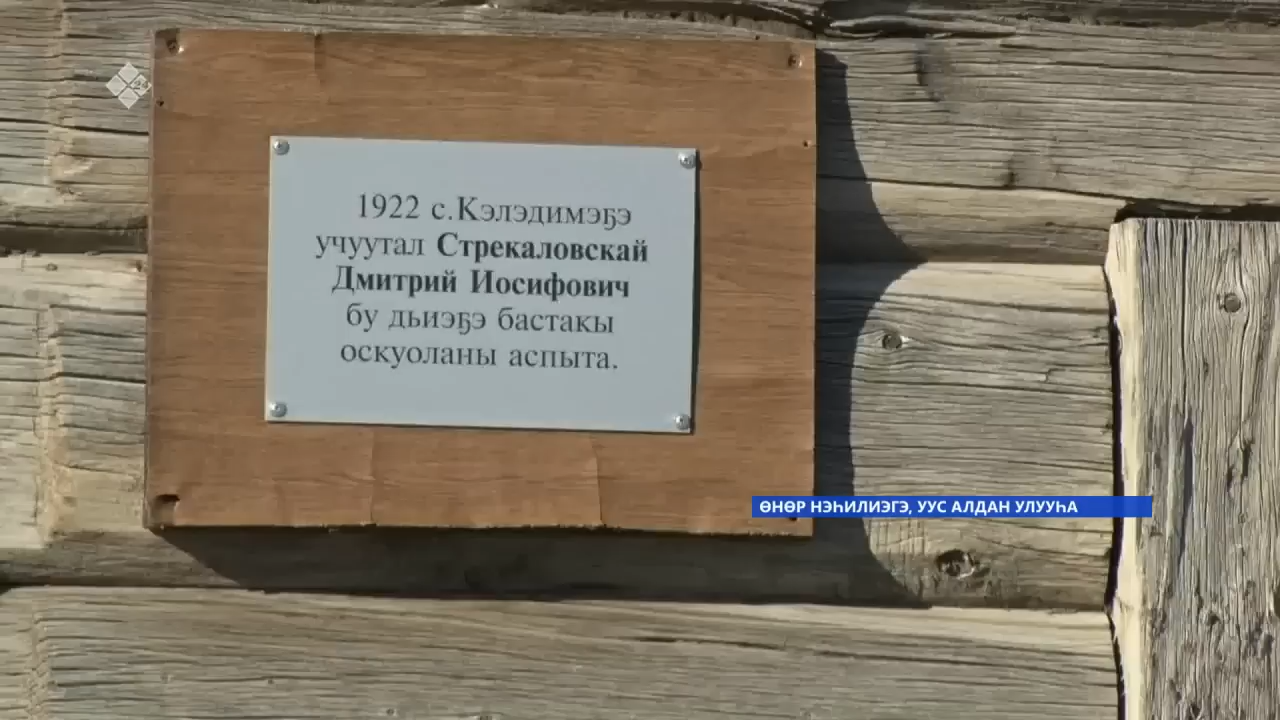 1922 с.Кэлэдимэҕэ
учуутал Стрекаловскай
Дмитрий Иосифович
бу дьиэҕэ бастакы
оскуоланы аспыта.
ӨНӨР НЭҺИЛИЭГЭ, УУС АЛДАН УЛУУҺА